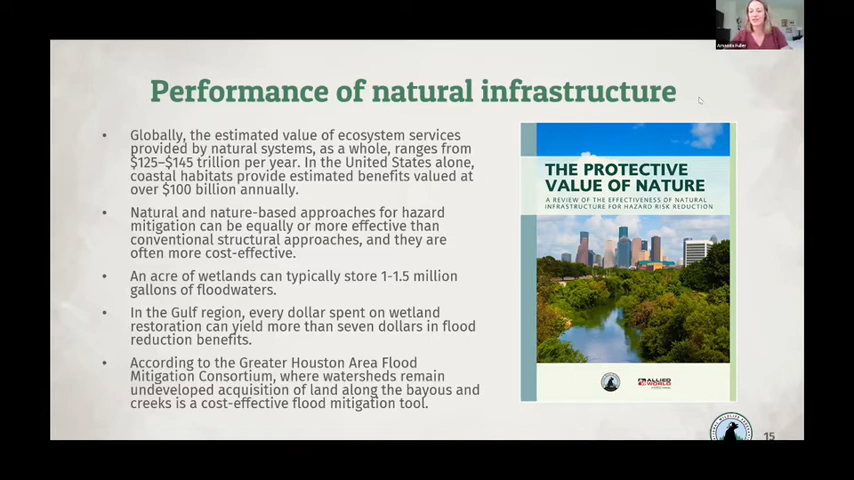 Amanda Fuller
Performance of natural infrastructure
• Globally, the estimated value of ecosystem services
provided by natural systems, as a whole, ranges from
$125–$145 trillion per year. In the United States alone,
coastal habitats provide estimated benefits valued at
over $100 billion annually.
• Natural and nature-based approaches for hazard
mitigation can be equally or more effective than
conventional structural approaches, and they are
often more cost-effective.
• An acre of wetlands can typically store 1-1.5 million
gallons of floodwaters.
• In the Gulf region, every dollar spent on wetland
restoration can yield more than seven dollars in flood
reduction benefits.
• According to the Greater Houston Area Flood
Mitigation Consortium, where watersheds remain
undeveloped acquisition of land along the bayous and
creeks is a cost-effective flood mitigation tool.
THE PROTECTIVE
VALUE OF NATURE
A REVIEW OF THE EFFECTIVENESS OF NATURAL
INFRASTRUCTURE FOR HAZARD RISK REDUCTION
ALLIED
WORLD
15